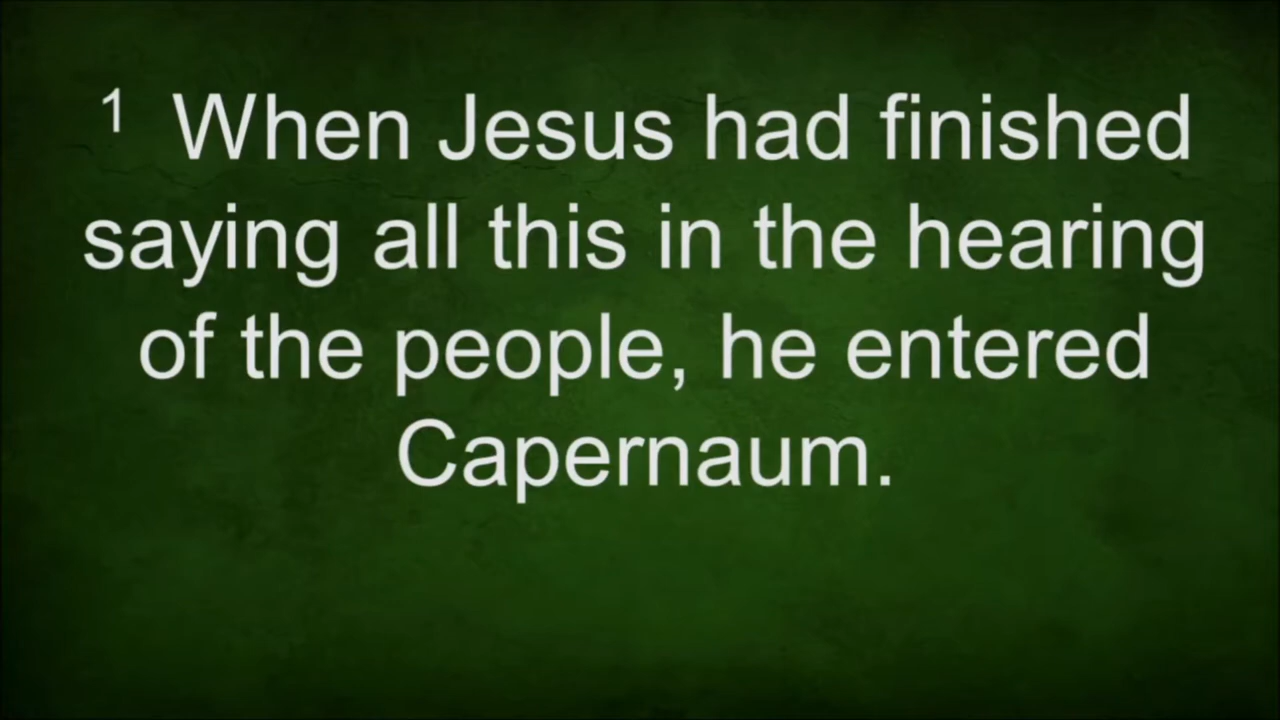 1 When Jesus had finished
saying all this in the hearing
of the people, he entered
Capernaum.